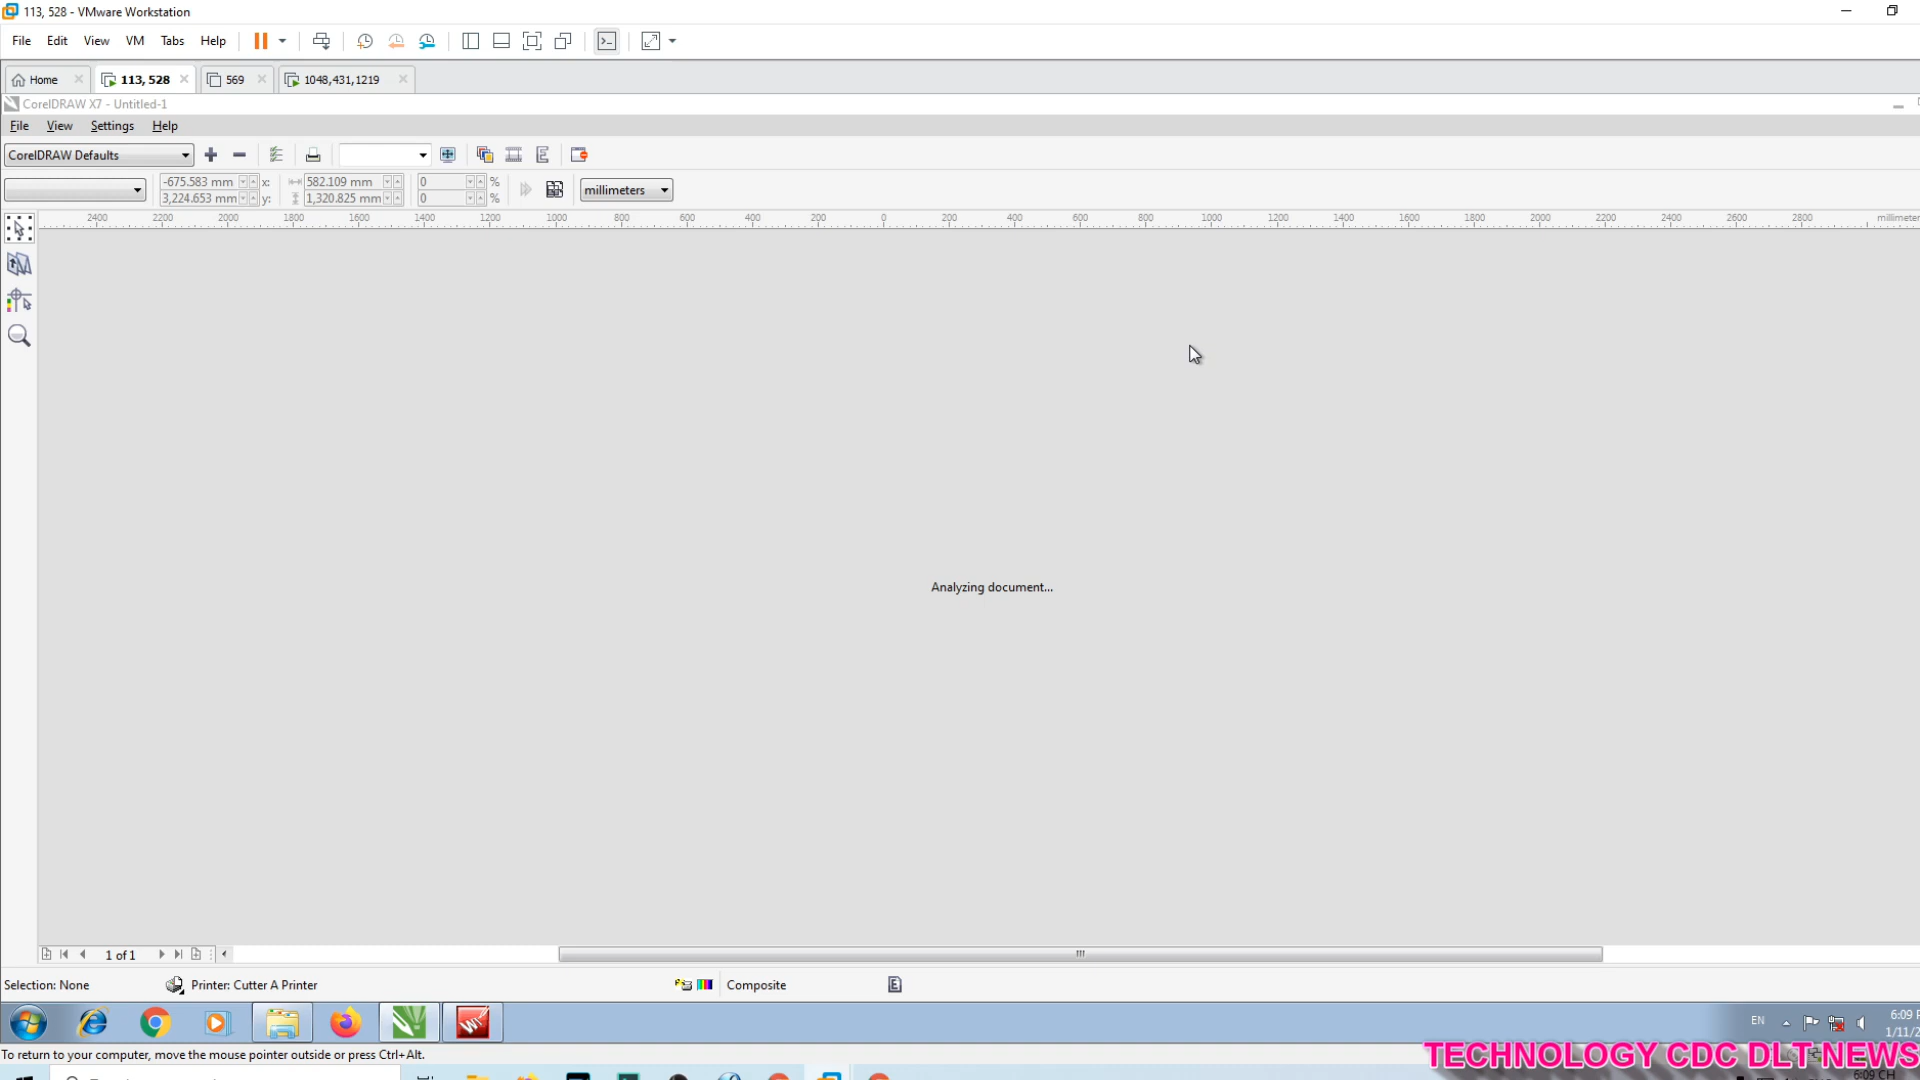 113, 528 - VMware Workstation
File Edit View VM Tabs Help
Home 113, 528 569 1048,431,1219
CorelDRAW X7 - Untitled-1
File View Settings Help
CorelDRAW Defaults
-675.583 mm x: 582.109 mm 0 %
millimeters
3,224.653 mm y: 1,320.825 mm 0 %
2400 2200 2000 1800 1600 1400 1200 1000 800 600 400 200 0 200 400 600 800 1000 1200 1400 1600 1800 2000 2200 2400 2600 2800
Analyzing document...
1 of 1
Selection: None Printer: Cutter A Printer Composite
EN 6:09
To return to your computer, move the mouse pointer outside or press Ctrl+Alt.
TECHNOLOGY CDC DLT NEWS
6:09 CH